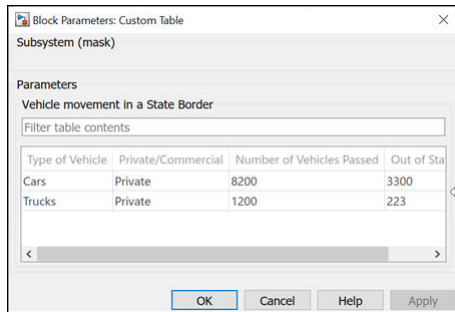 Block Parameters: Custom Table
Subsystem (mask)
Parameters
Vehicle movement in a State Border
Filter table contents
Type of Vehicle Private/Commercial Number of Vehicles Passed Out of Sta
Cars Private 8200 3300
Trucks Private 1200 223
OK Cancel Help Apply